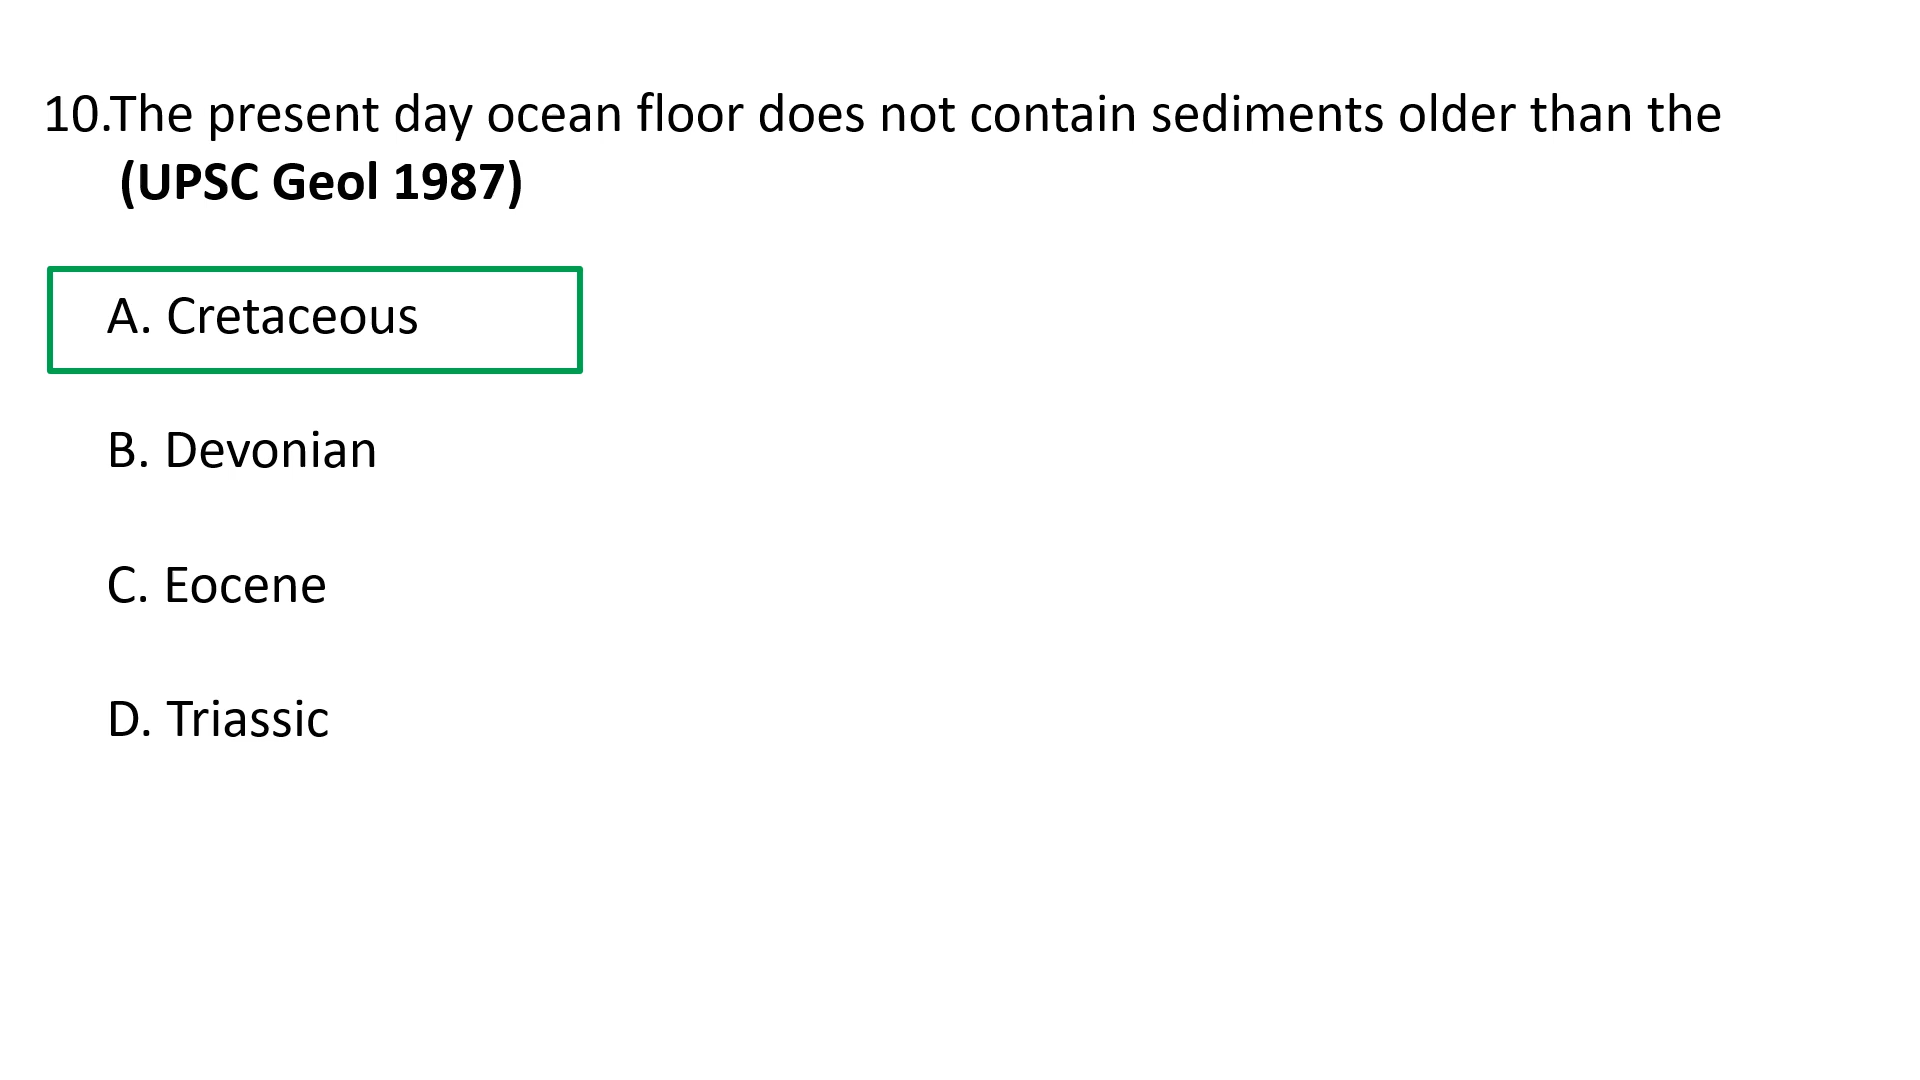 10.The present day ocean floor does not contain sediments older than the
(UPSC Geol 1987)
A. Cretaceous
B. Devonian
C. Eocene
D. Triassic